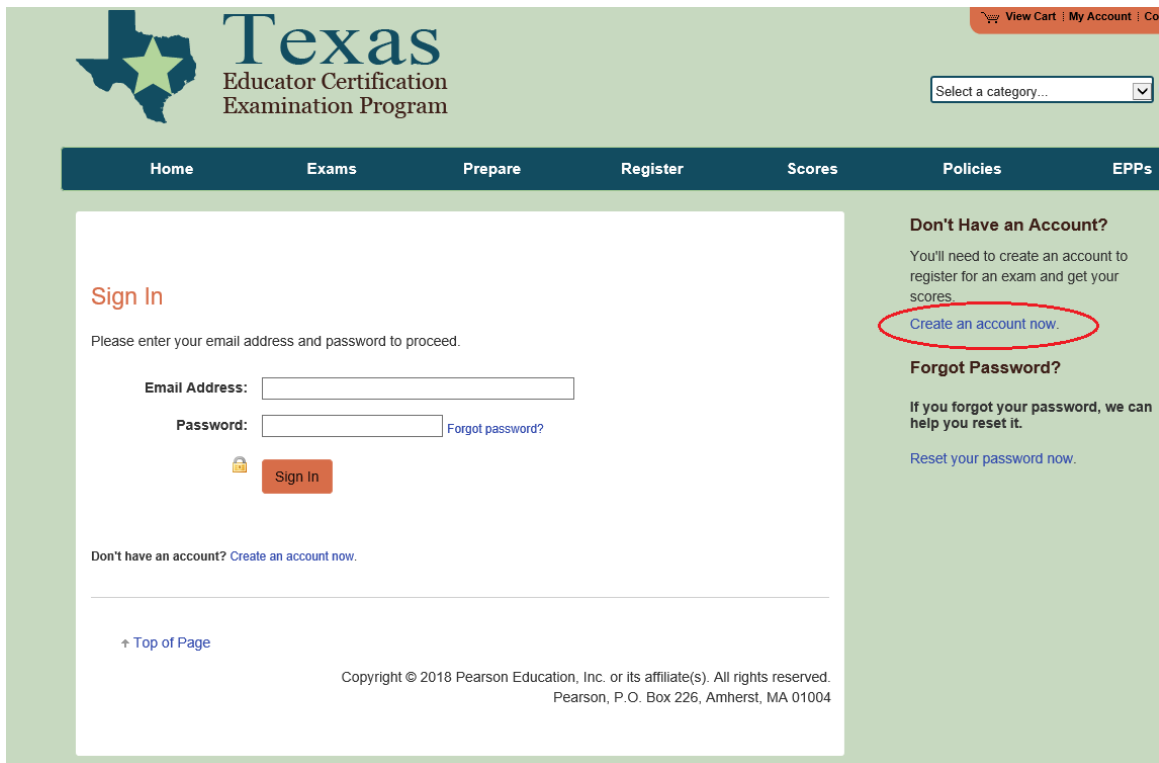 Texas
Educator Certification
Examination Program
View Cart My Account Co
Select a category...
Home Exams Prepare Register Scores Policies EPPs
Sign In
Please enter your email address and password to proceed.
Email Address:
Password: Forgot password?
Sign In
Don't have an account? Create an account now.
Top of Page
Copyright © 2018 Pearson Education, Inc. or its affiliate(s). All rights reserved.
Pearson, P.O. Box 226, Amherst, MA 01004
Don't Have an Account?
You'll need to create an account to
register for an exam and get your
scores.
Create an account now.
Forgot Password?
If you forgot your password, we can
help you reset it.
Reset your password now.